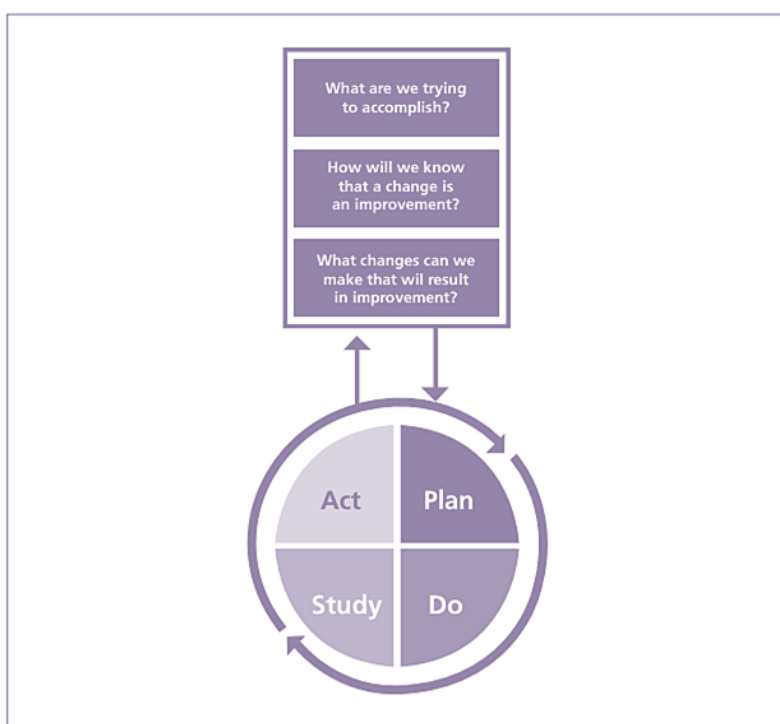 What are we trying
to accomplish?
How will we know
that a change is
an improvement?
What changes can we
make that wil result
in improvement?
Act
Plan
Study
Do